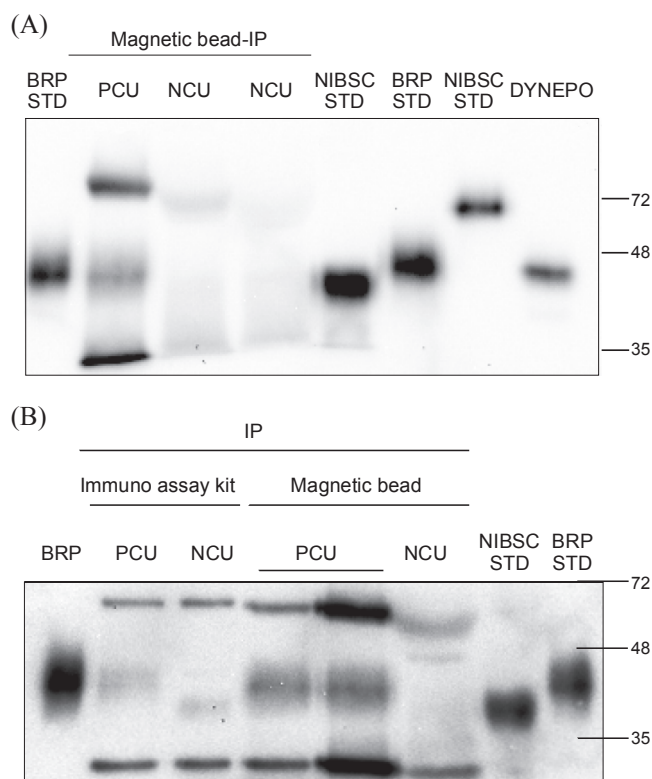 (A)
Magnetic bead-IP
BRP STD PCU NCU NCU NIBSC STD BRP STD NIBSC STD DYNEPO
72
48
35
(B)
IP
Immuno assay kit Magnetic bead
BRP PCU NCU PCU NCU NIBSC STD BRP STD
72
48
35